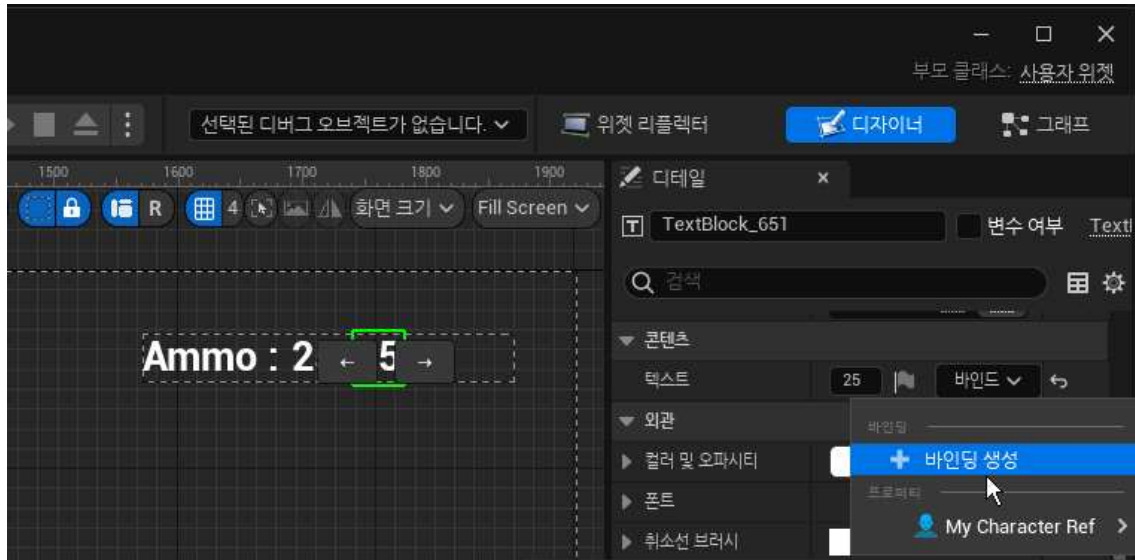 부모 클래스: 사용자 위젯
선택된 디버그 오브젝트가 없습니다.
위젯 리플렉터
디자이너
그래프
1500 1600 1700 1800 1900
디테일
R 4 화면 크기 Fill Screen
TextBlock_651 변수 여부 Text
검색
Ammo : 2 ← 5 →
콘텐츠
텍스트 25 바인드
외관
바인딩
컬러 및 오파시티
바인딩 생성
프로퍼티
폰트
My Character Ref
취소선 브러시